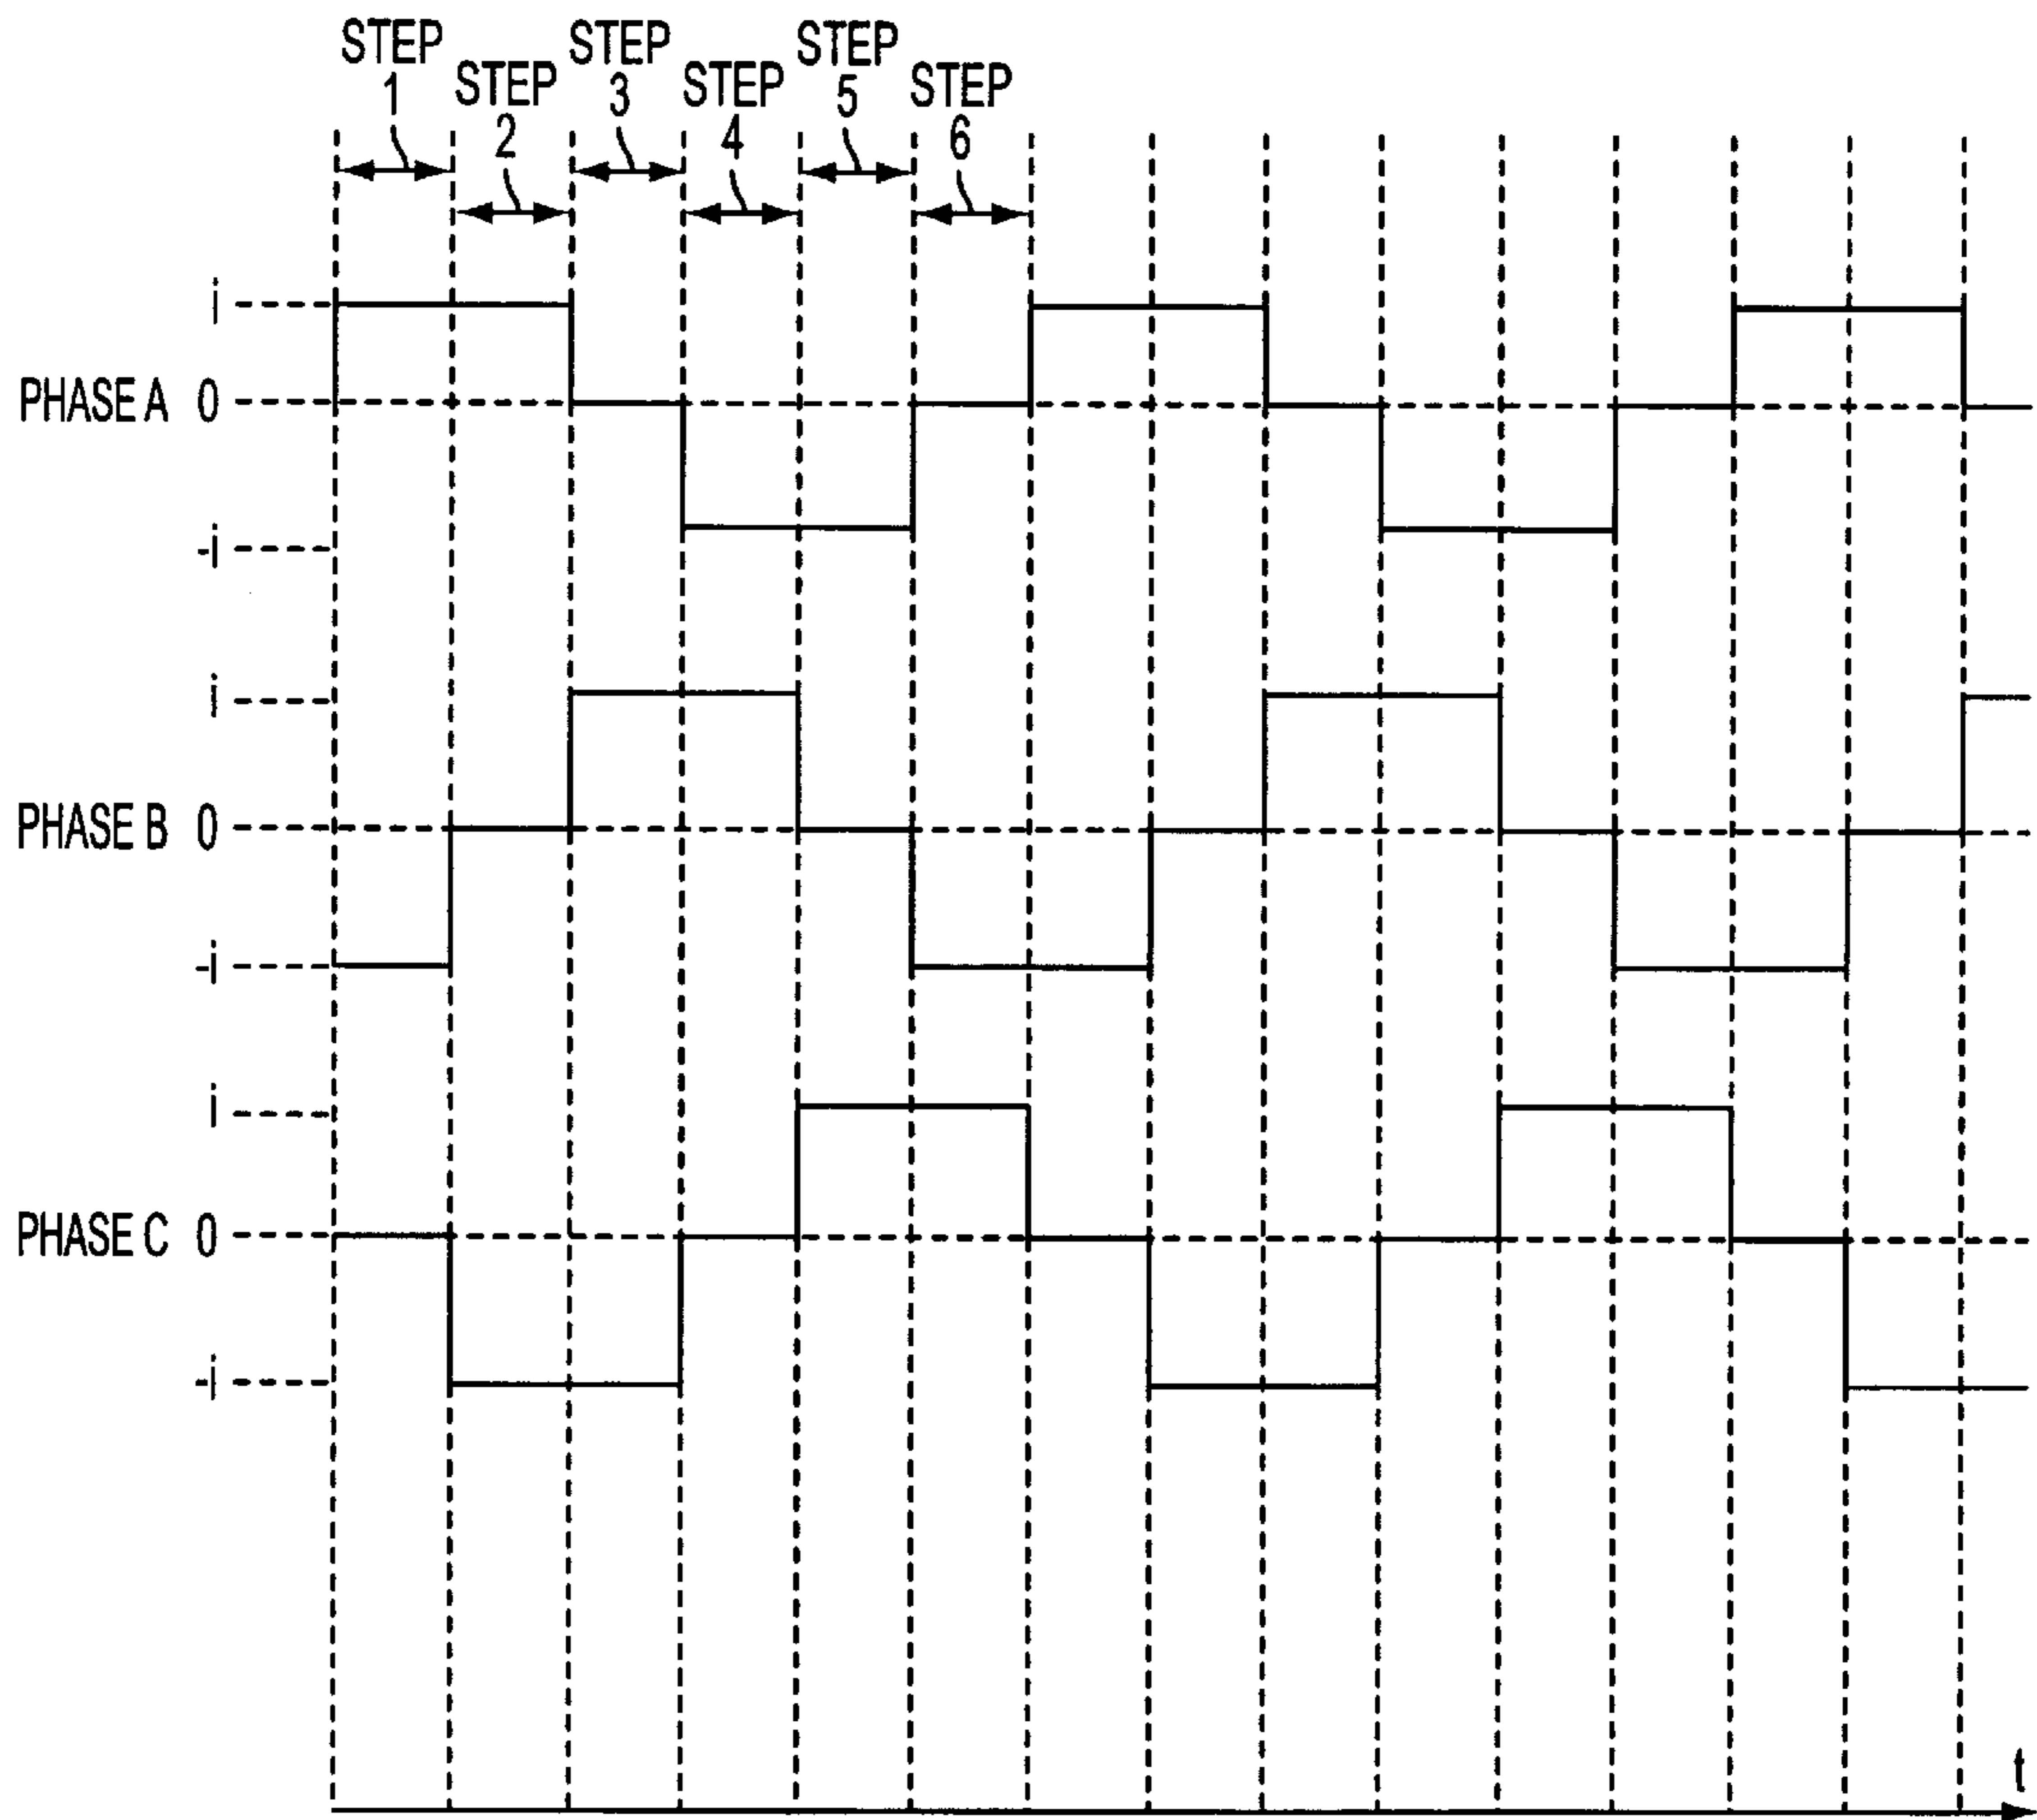 STEP 1
STEP 2
STEP 3
STEP 4
STEP 5
STEP 6
i
PHASE A 0
-i
i
PHASE B 0
-i
i
PHASE C 0
-i
t